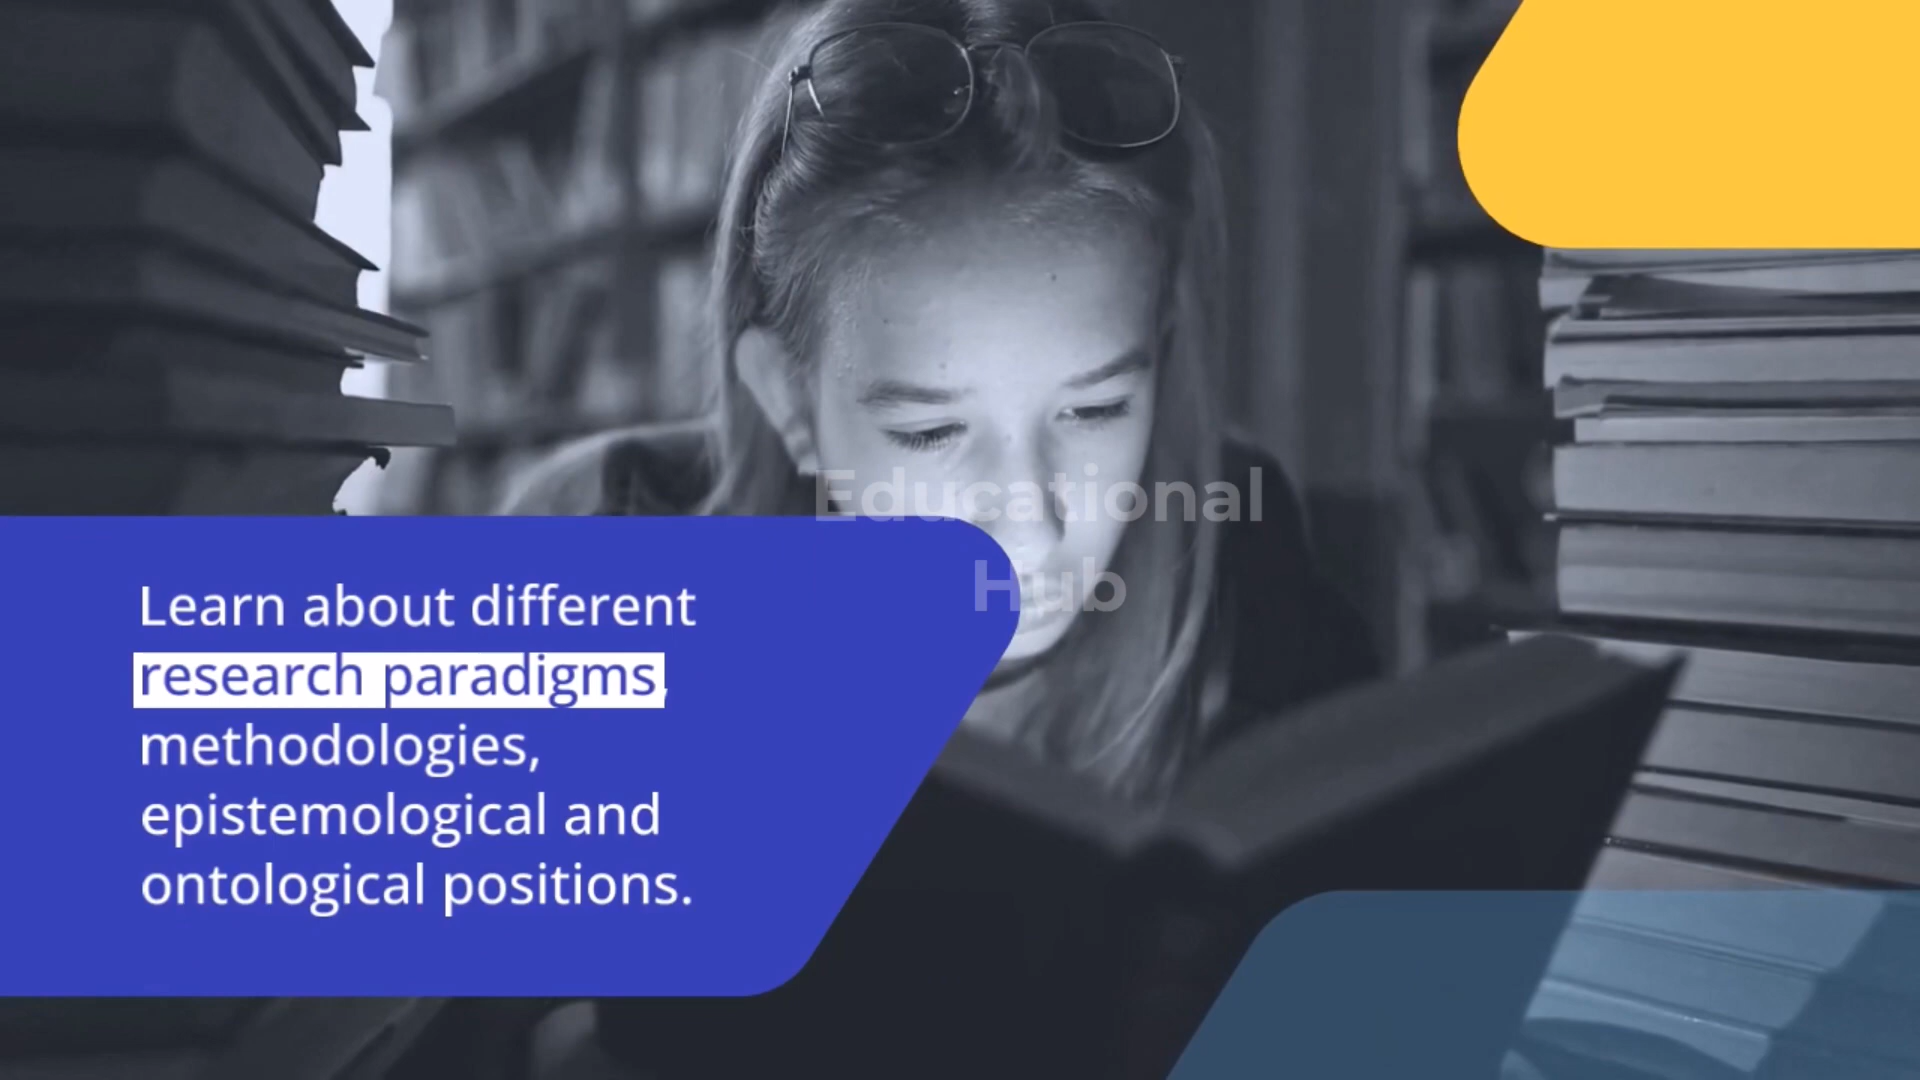 Educational
Hub
Learn about different
research paradigms,
methodologies,
epistemological and
ontological positions.